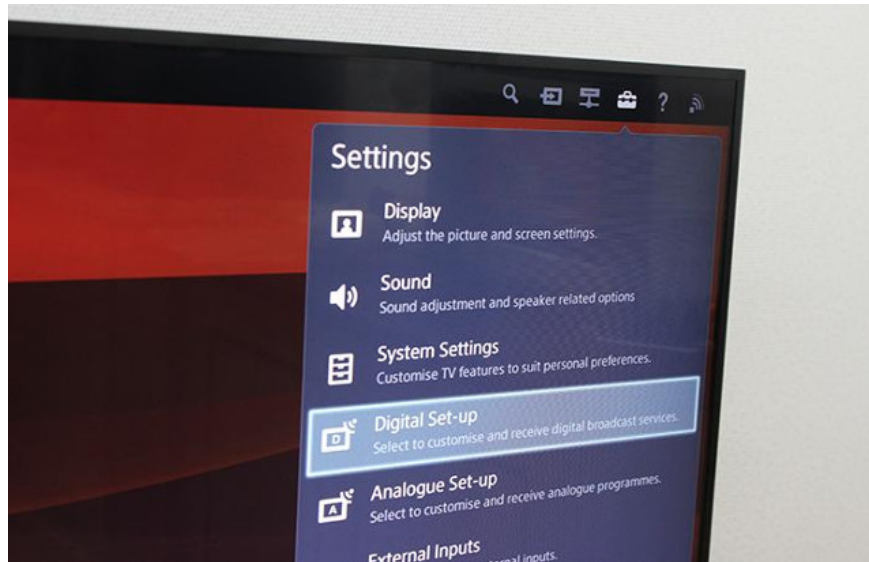 ?
Settings
Display
Adjust the picture and screen settings.
Sound
Sound adjustment and speaker related options
System Settings
Customise TV features to suit personal preferences.
D
Digital Set-up
Select to customise and receive digital broadcast services.
A
Analogue Set-up
Select to customise and receive analogue programmes.
External Inputs
inputs.